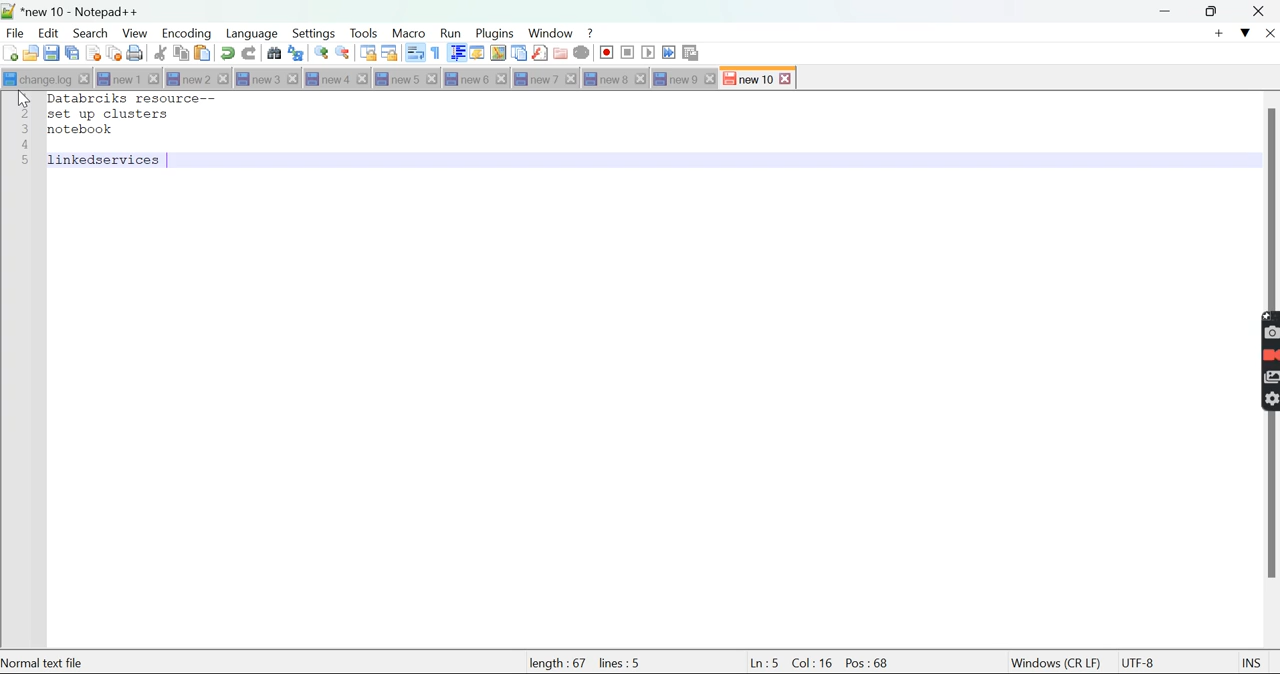 *new 10 - Notepad++
File Edit Search View Encoding Language Settings Tools Macro Run Plugins Window ?
change.log new 1 new 2 new 3 new 4 new 5 new 6 new 7 new 8 new 9 new 10
Databrciks resource--
2 set up clusters
3 notebook
4
5 linkedservices
Normal text file length : 67 lines : 5 Ln : 5 Col : 16 Pos : 68 Windows (CR LF) UTF-8 INS